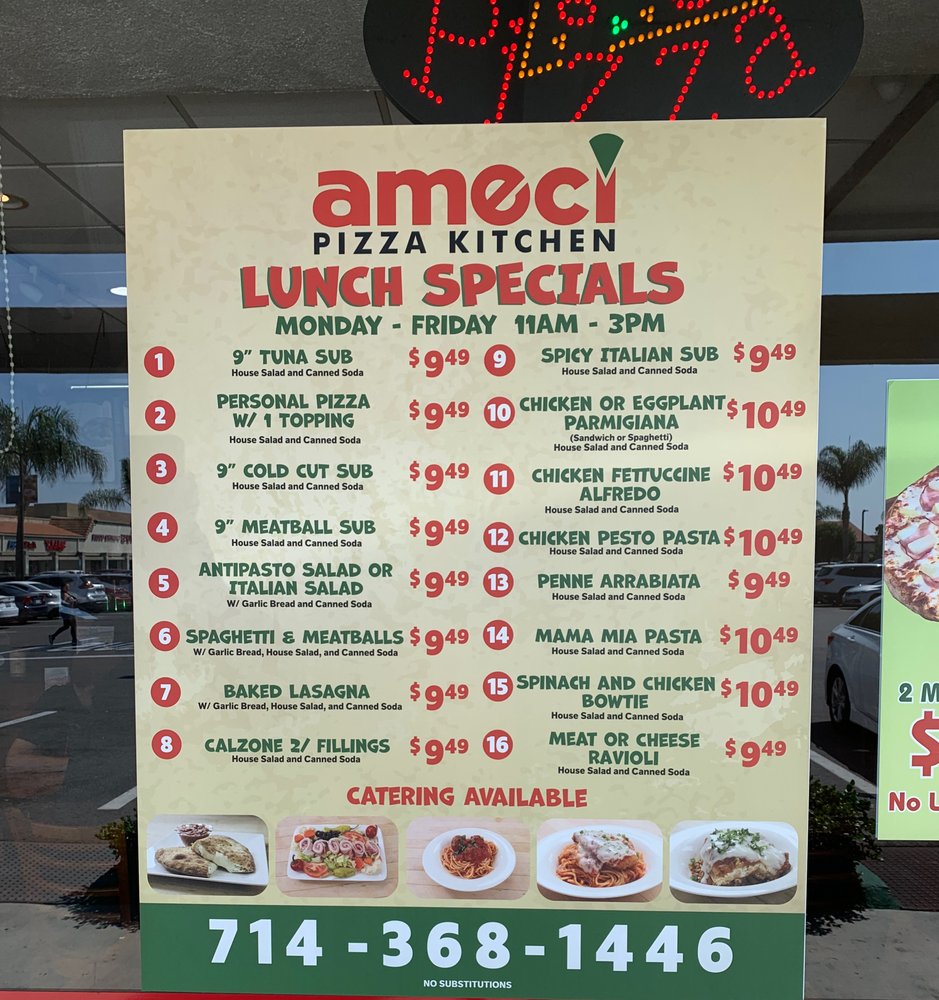 Pizza
ameci
PIZZA KITCHEN
LUNCH SPECIALS
MONDAY - FRIDAY 11AM - 3PM
1 9” TUNA SUB $9.49
House Salad and Canned Soda
2 PERSONAL PIZZA
W/ 1 TOPPING $9.49
House Salad and Canned Soda
3 9” COLD CUT SUB $9.49
House Salad and Canned Soda
4 9” MEATBALL SUB $9.49
House Salad and Canned Soda
5 ANTIPASTO SALAD OR
ITALIAN SALAD $9.49
W/ Garlic Bread and Canned Soda
6 SPAGHETTI & MEATBALLS $9.49
W/ Garlic Bread, House Salad, and Canned Soda
7 BAKED LASAGNA $9.49
W/ Garlic Bread, House Salad, and Canned Soda
8 CALZONE 2/ FILLINGS $9.49
House Salad and Canned Soda
9 SPICY ITALIAN SUB $9.49
House Salad and Canned Soda
10 CHICKEN OR EGGPLANT
PARMIGIANA $10.49
(Sandwich or Spaghetti)
House Salad and Canned Soda
11 CHICKEN FETTUCCINE
ALFREDO $10.49
House Salad and Canned Soda
12 CHICKEN PESTO PASTA $10.49
House Salad and Canned Soda
13 PENNE ARRABIATA $9.49
House Salad and Canned Soda
14 MAMA MIA PASTA $10.49
House Salad and Canned Soda
15 SPINACH AND CHICKEN
BOWTIE $10.49
House Salad and Canned Soda
16 MEAT OR CHEESE
RAVIOLI $9.49
House Salad and Canned Soda
CATERING AVAILABLE
714-368-1446
NO SUBSTITUTIONS
2 M
$
No